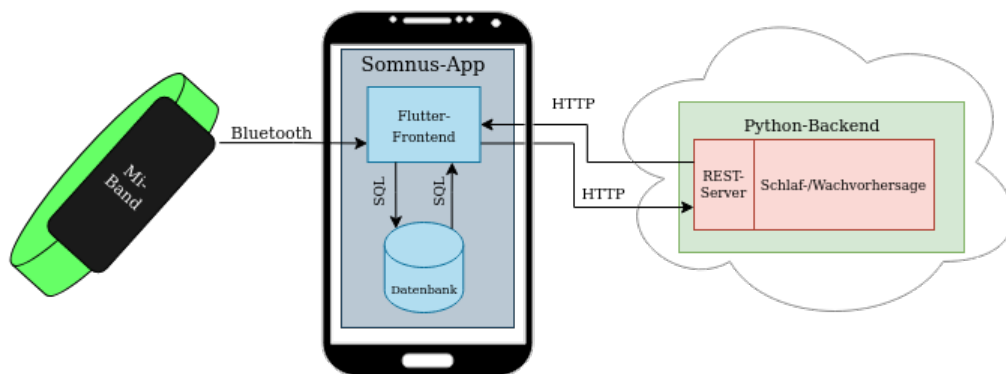 Mi-
Band
Bluetooth
Somnus-App
Flutter-
Frontend
SQL
SQL
Datenbank
HTTP
HTTP
Python-Backend
REST-
Server
Schlaf-/Wachvorhersage